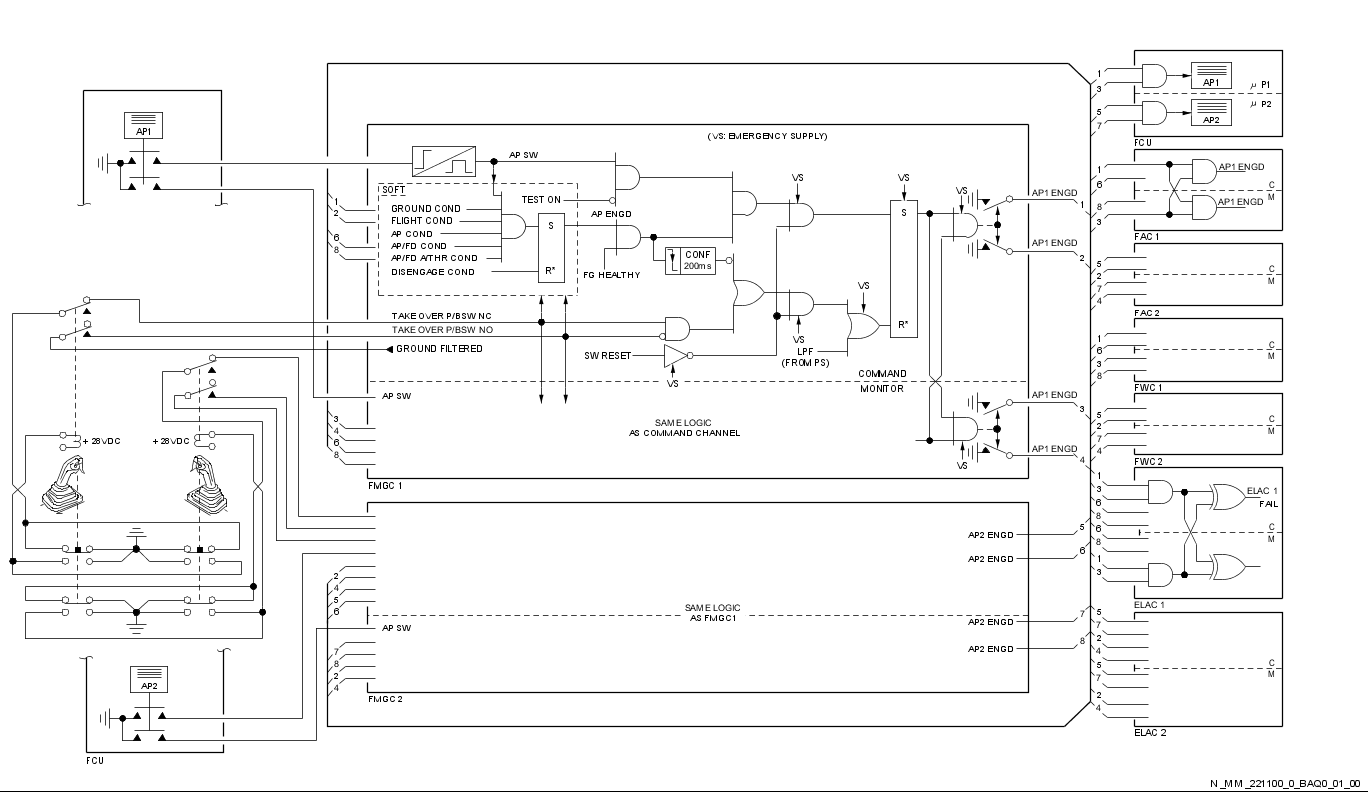 AP1
FCU
AP2
(VS: EMERGENCY SUPPLY)
AP SW
SOFT
GROUND COND
FLIGHT COND
AP COND
AP/FD COND
AP/FD A/THR COND
DISENGAGE COND
TEST ON
S
R*
AP ENGD
FG HEALTHY
CONF
200ms
VS
VS
S
R*
VS
VS
LPF
(FROM PS)
SW RESET
VS
VS
TAKE OVER P/BSW NC
TAKE OVER P/BSW NO
GROUND FILTERED
COMMAND
MONITOR
AP SW
SAME LOGIC
AS COMMAND CHANNEL
VS
FMGC 1
1
2
6
8
3
4
6
8
AP1 ENGD
1
AP1 ENGD
2
AP1 ENGD
3
AP1 ENGD
4
+ 28VDC
+ 28VDC
SAME LOGIC
AS FMGC1
AP SW
FMGC 2
2
4
5
6
7
8
2
4
AP2 ENGD
5
AP2 ENGD
6
AP2 ENGD
7
AP2 ENGD
8
1
3
AP1
μ P1
μ P2
5
7
AP2
FCU
1
6
8
3
AP1 ENGD
C
M
AP1 ENGD
FAC 1
5
2
7
4
C
M
FAC 2
1
6
3
8
C
M
FWC 1
5
2
7
4
C
M
FWC 2
1
3
8
6
8
1
3
ELAC 1
FAIL
C
M
ELAC 1
5
7
2
4
5
7
2
4
C
M
ELAC 2
N_MM_221100_0_BAQ0_01_00